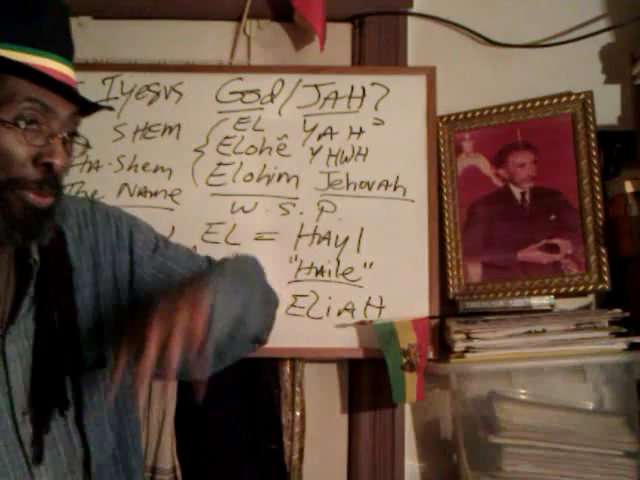 Iyesus God/JAH?
SHEM EL YAH
Elohê YHWH
Ha-Shem Elohim Jehovah
The Name
W.S.P.
EL = HAYl
"HAILE"
ELiAH